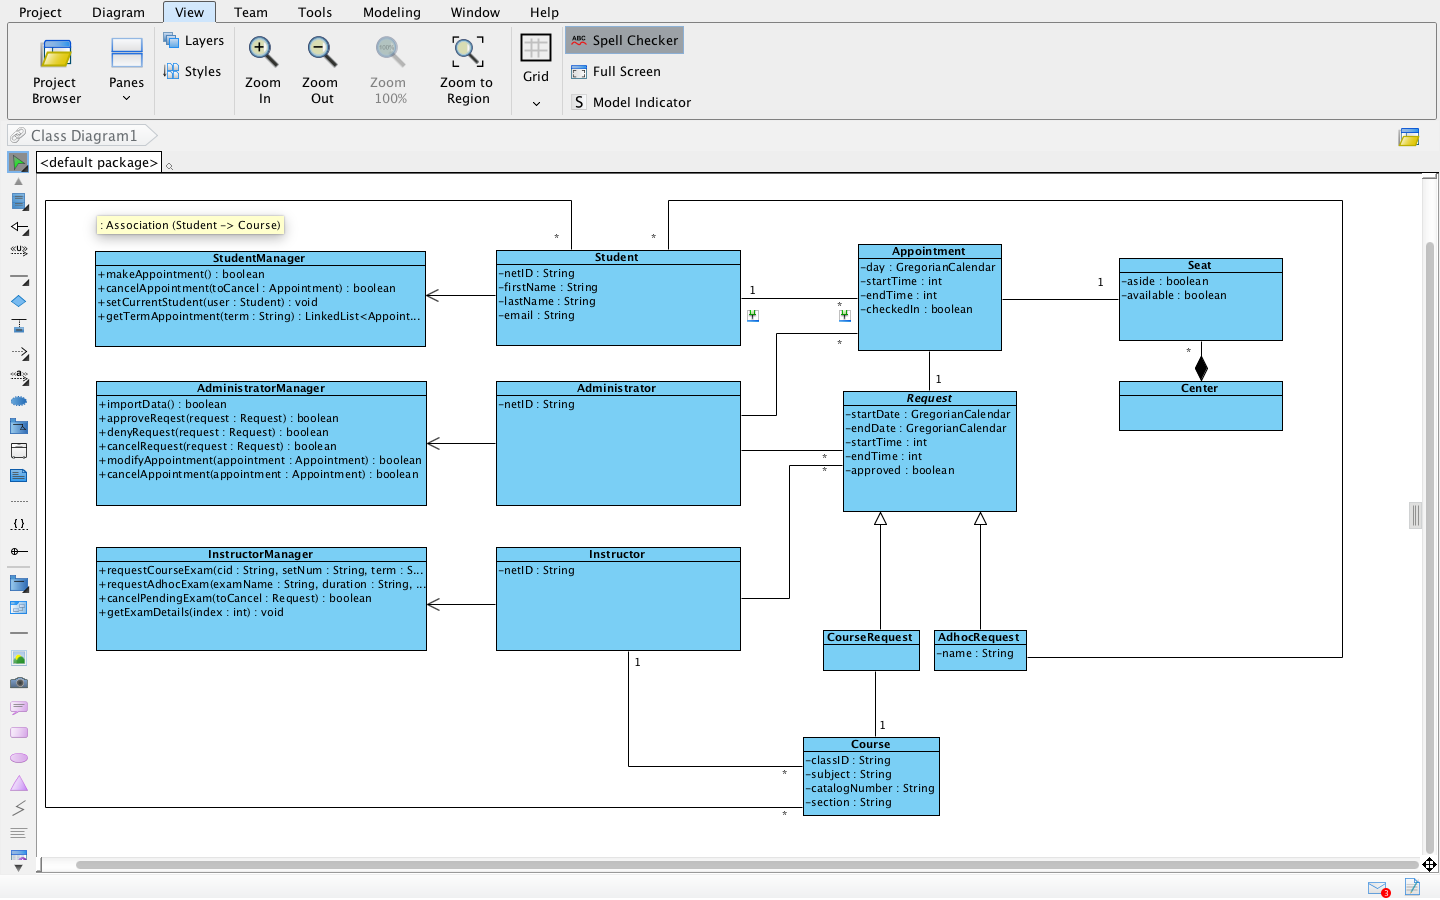 Project Diagram View Team Tools Modeling Window Help
Project Browser
Panes
Layers
Styles
Zoom In
Zoom Out
Zoom 100%
Zoom to Region
Grid
ABC Spell Checker
Full Screen
S Model Indicator
Class Diagram1
<default package>
: Association (Student -> Course)
StudentManager
+makeAppointment() : boolean
+cancelAppointment(toCancel : Appointment) : boolean
+setCurrentStudent(user : Student) : void
+getTermAppointment(term : String) : LinkedList<Appoint...
*
*
Student
-netID : String
-firstName : String
-lastName : String
-email : String
1
*
Appointment
-day : GregorianCalendar
-startTime : int
-endTime : int
-checkedIn : boolean
1
Seat
-aside : boolean
-available : boolean
*
Center
AdministratorManager
+importData() : boolean
+approveReqest(request : Request) : boolean
+denyRequest(request : Request) : boolean
+cancelRequest(request : Request) : boolean
+modifyAppointment(appointment : Appointment) : boolean
+cancelAppointment(appointment : Appointment) : boolean
Administrator
-netID : String
*
1
Request
-startDate : GregorianCalendar
-endDate : GregorianCalendar
-startTime : int
-endTime : int
-approved : boolean
*
*
InstructorManager
+requestCourseExam(cid : String, setNum : String, term : S...
+requestAdhocExam(examName : String, duration : String, ...
+cancelPendingExam(toCancel : Request) : boolean
+getExamDetails(index : int) : void
Instructor
-netID : String
1
CourseRequest
AdhocRequest
-name : String
1
Course
-classID : String
-subject : String
-catalogNumber : String
-section : String
*
*
3